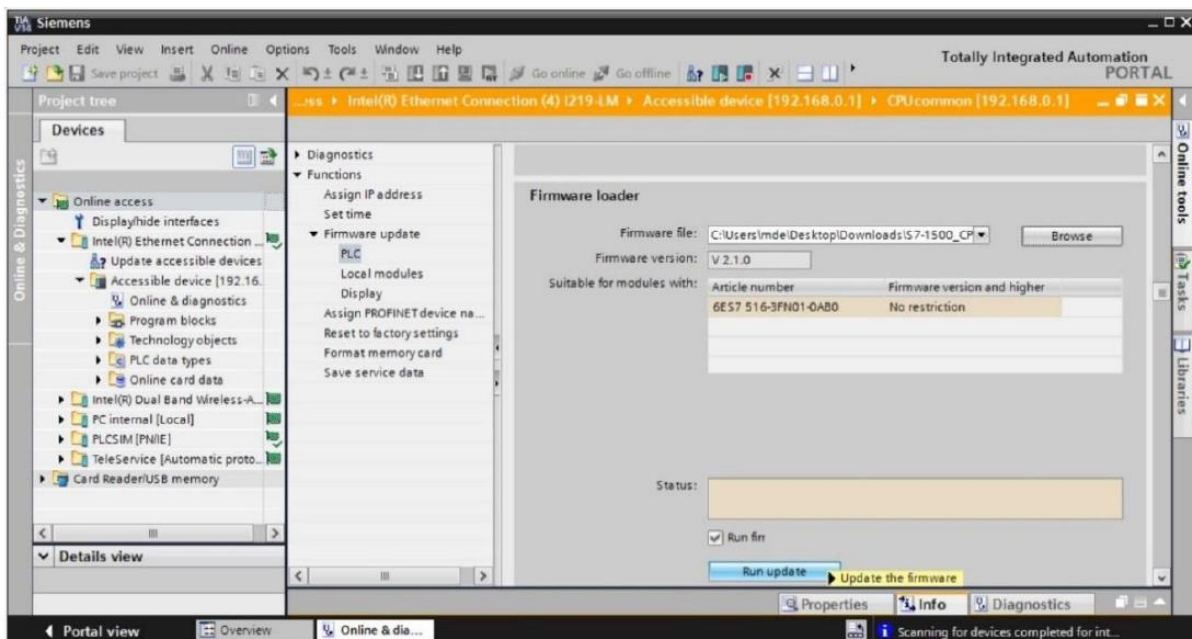 TIA V14 Siemens
Project Edit View Insert Online Options Tools Window Help
Totally Integrated Automation
PORTAL
Save project Go online Go offline
Project tree
...ss Intel(R) Ethernet Connection (4) I219-LM Accessible device [192.168.0.1] CPUcommon [192.168.0.1]
Devices
Online & Diagnostics
Online access
Display/hide interfaces
Intel(R) Ethernet Connection ...
Update accessible devices
Accessible device [192.16...
Online & diagnostics
Program blocks
Technology objects
PLC data types
Online card data
Intel(R) Dual Band Wireless-A...
PC internal [Local]
PLCSIM [PN/IE]
TeleService [Automatic proto...
Card Reader/USB memory
Details view
Diagnostics
Functions
Assign IP address
Set time
Firmware update
PLC
Local modules
Display
Assign PROFINET device na...
Reset to factory settings
Format memory card
Save service data
Firmware loader
Firmware file: C:\Users\mde\Desktop\Downloads\S7-1500_CP Browse
Firmware version: V 2.1.0
Suitable for modules with: Article number Firmware version and higher
6ES7 516-3FN01-0AB0 No restriction
Status:
Run firr
Run update
Update the firmware
Properties Info Diagnostics
Online tools
Tasks
Libraries
Portal view Overview Online & dia... Scanning for devices completed for int...